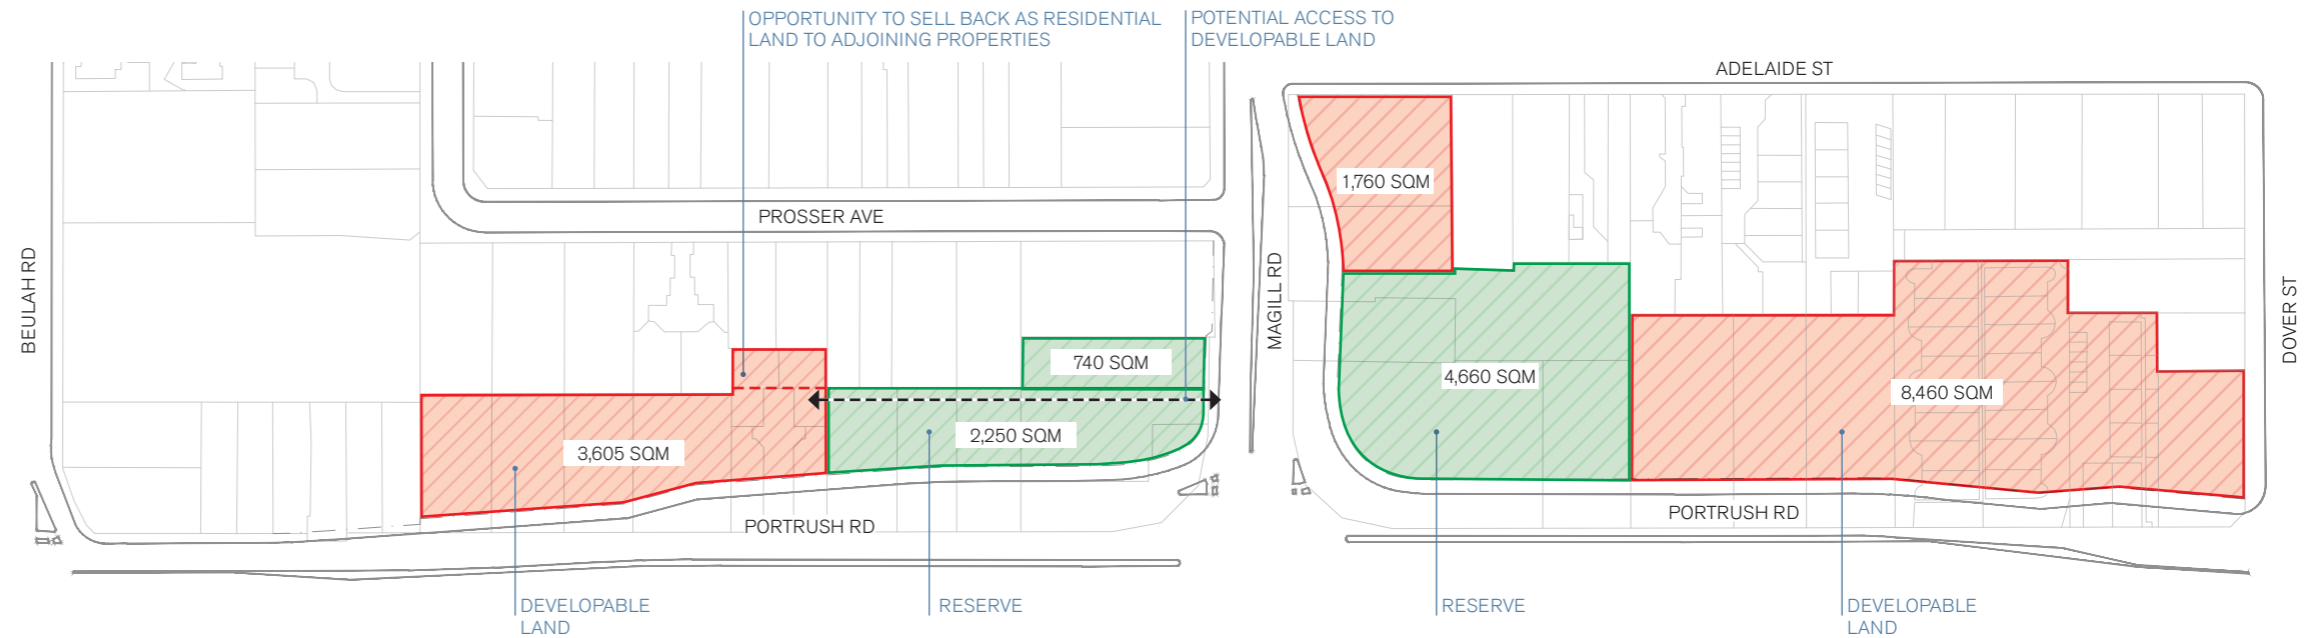 OPPORTUNITY TO SELL BACK AS RESIDENTIAL
LAND TO ADJOINING PROPERTIES
POTENTIAL ACCESS TO
DEVELOPABLE LAND
ADELAIDE ST
1,760 SQM
PROSSER AVE
BEULAH RD
MAGILL RD
DOVER ST
740 SQM
4,660 SQM
8,460 SQM
2,250 SQM
3,605 SQM
PORTRUSH RD
PORTRUSH RD
DEVELOPABLE
LAND
RESERVE
RESERVE
DEVELOPABLE
LAND